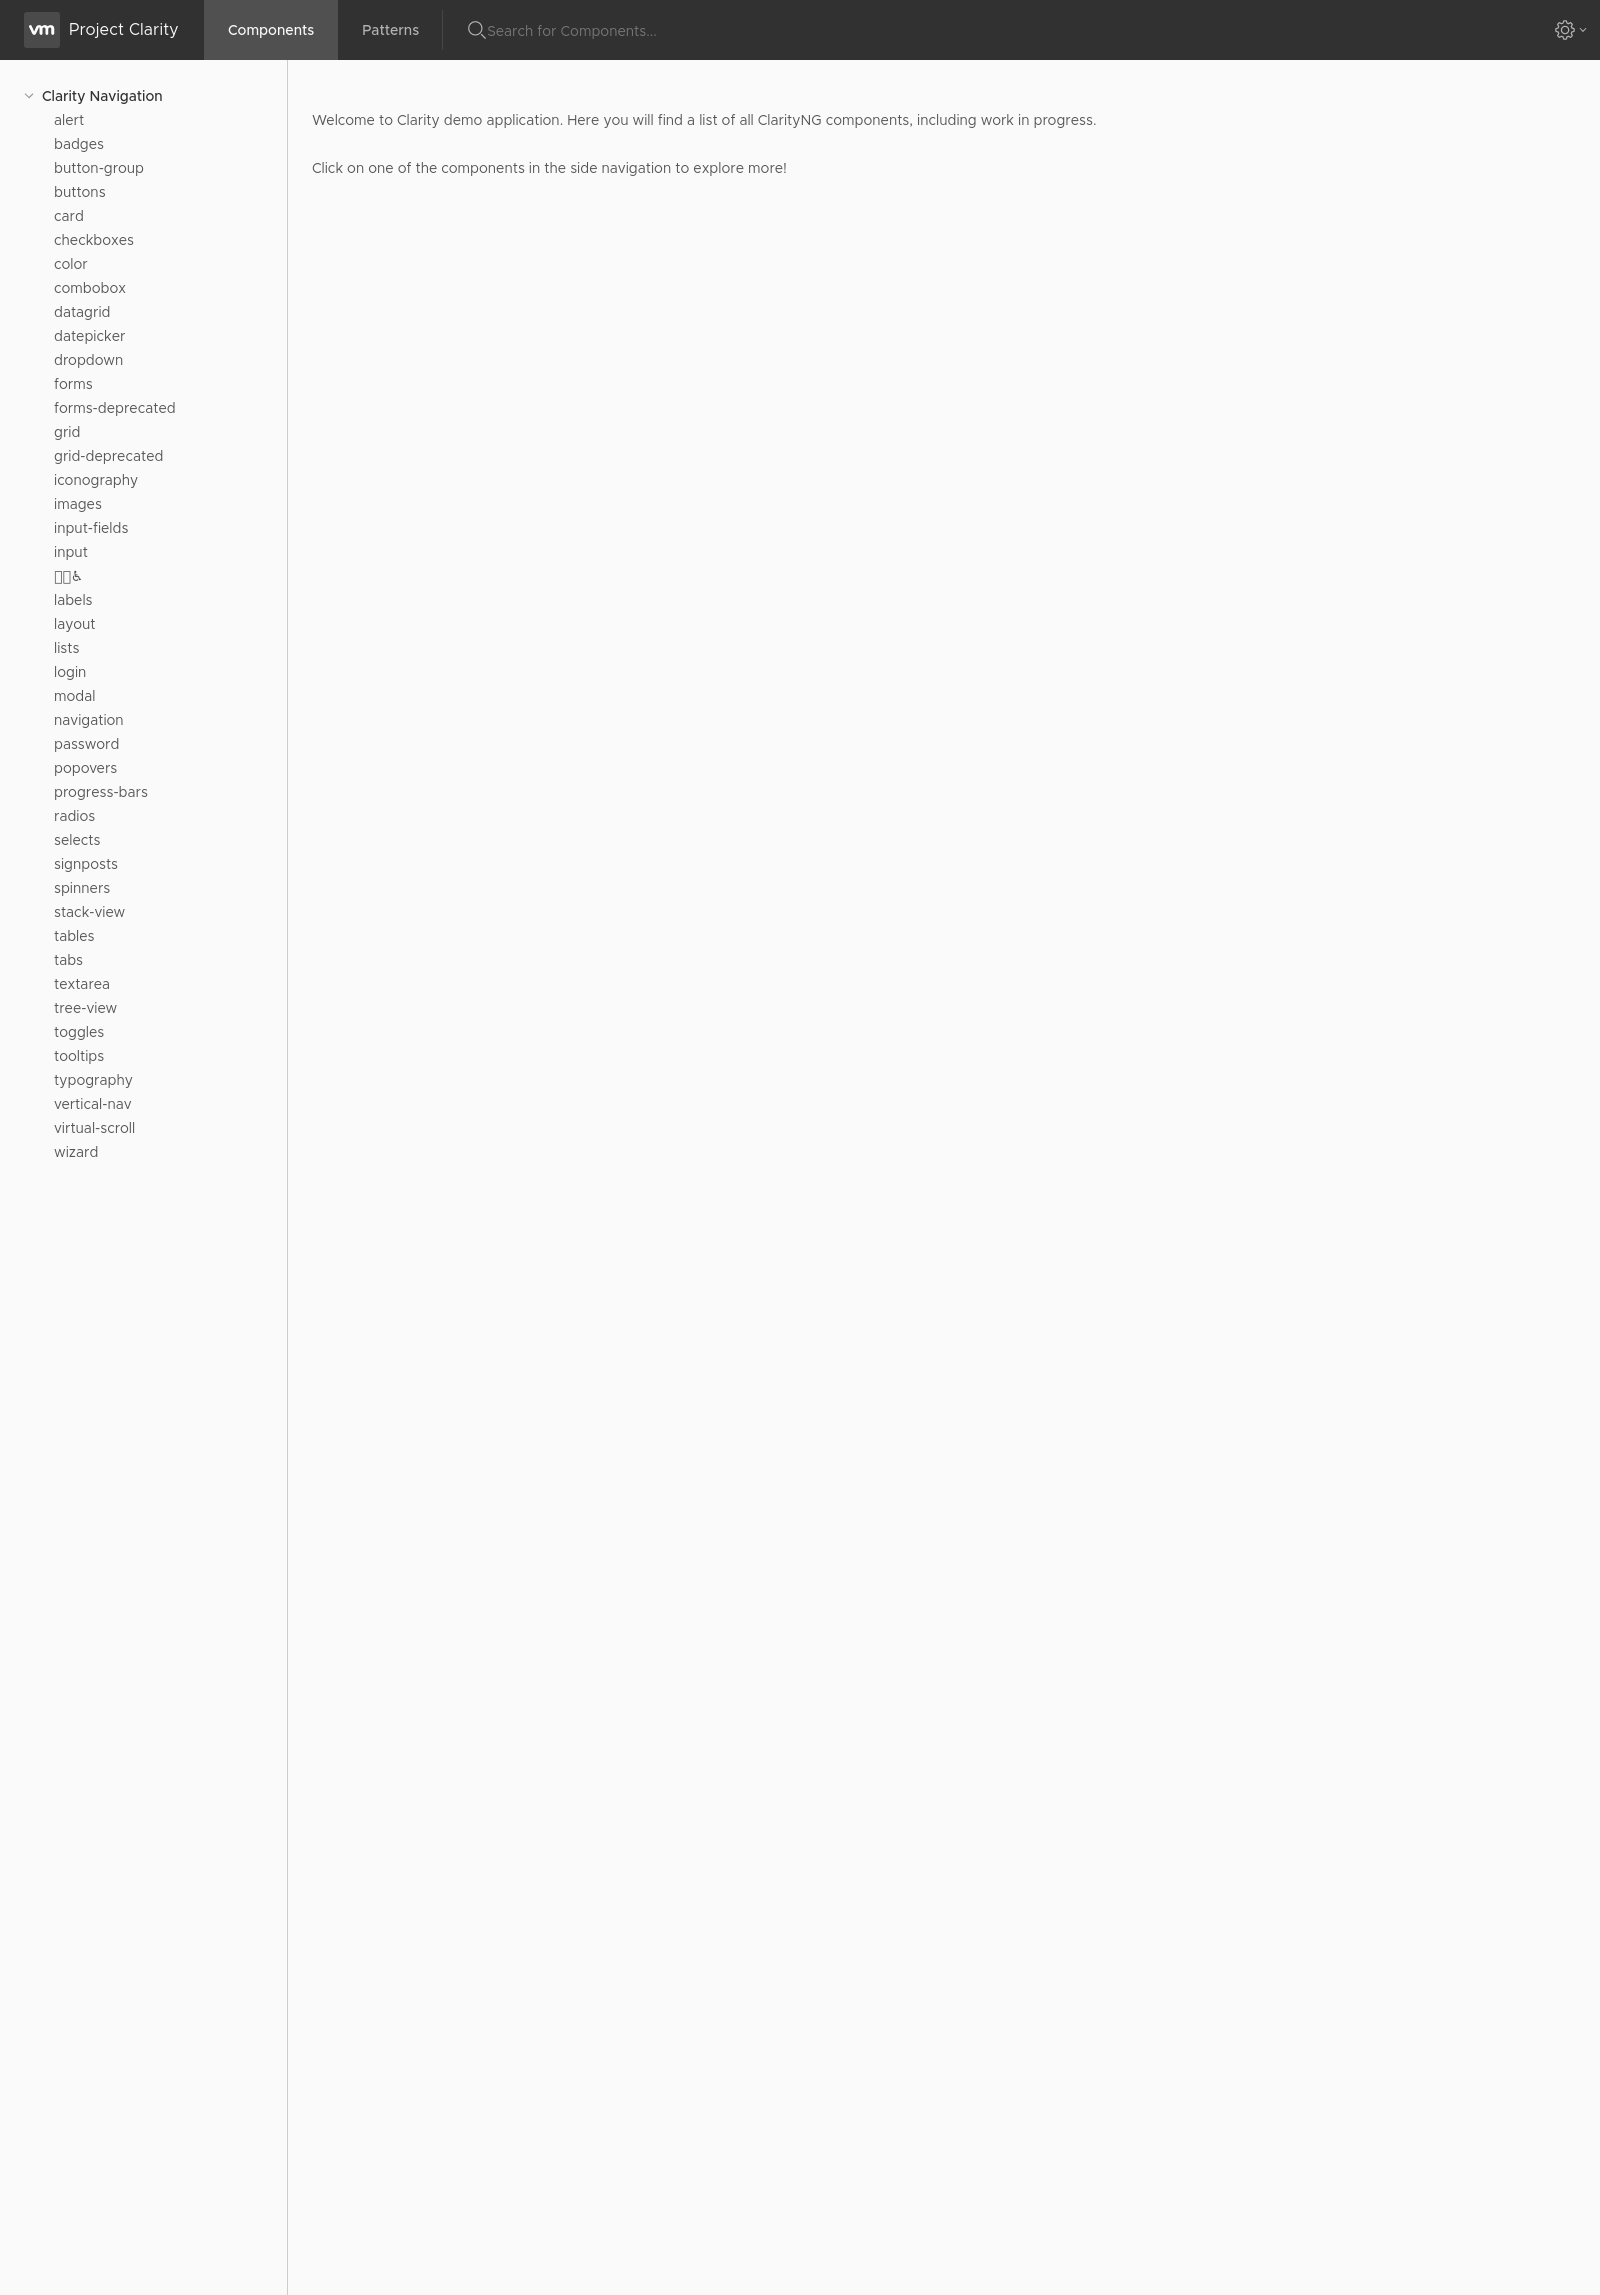 vm Project Clarity Components Patterns Search for Components...
Clarity Navigation
alert
badges
button-group
buttons
card
checkboxes
color
combobox
datagrid
datepicker
dropdown
forms
forms-deprecated
grid
grid-deprecated
iconography
images
input-fields
input
♿
labels
layout
lists
login
modal
navigation
password
popovers
progress-bars
radios
selects
signposts
spinners
stack-view
tables
tabs
textarea
tree-view
toggles
tooltips
typography
vertical-nav
virtual-scroll
wizard
Welcome to Clarity demo application. Here you will find a list of all ClarityNG components, including work in progress.
Click on one of the components in the side navigation to explore more!